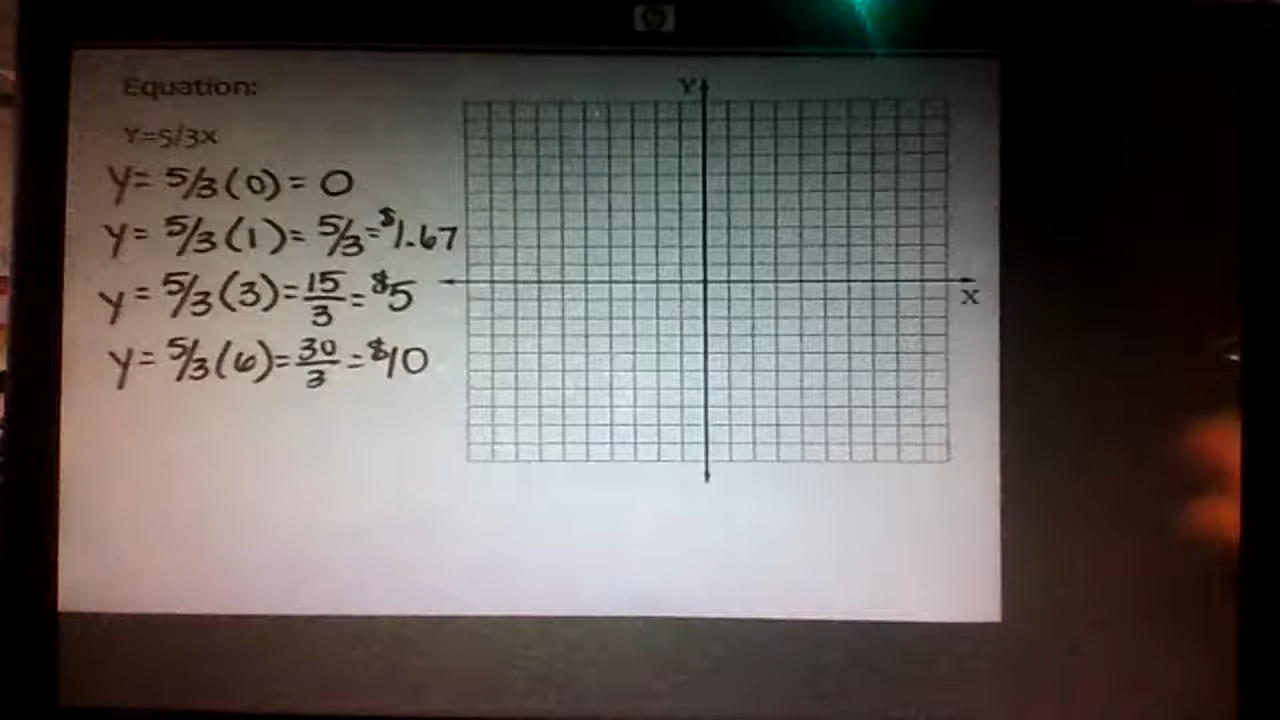 Equation:
Y=5/3x
y = 5/3 (0) = 0
y = 5/3 (1) = 5/3 = $1.67
y = 5/3 (3) = 15/3 = $5
y = 5/3 (6) = 30/3 = $10
Y
X
hp